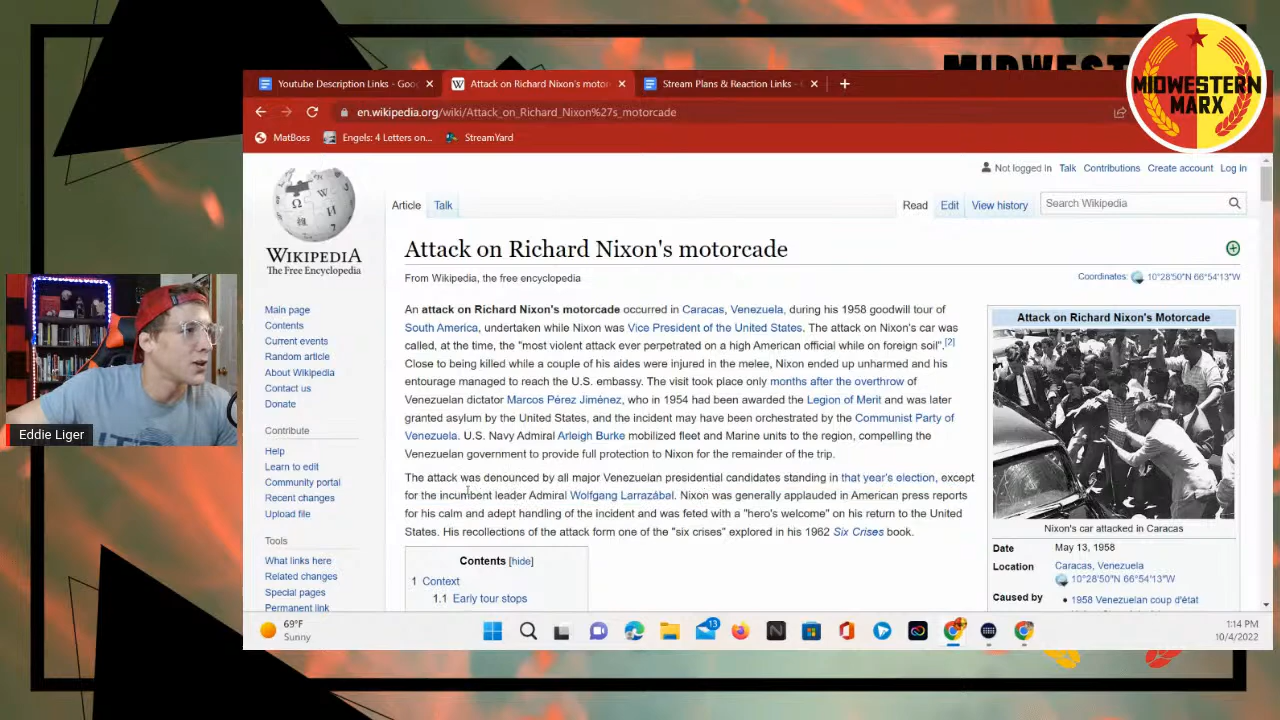 MIDWEST
MIDWESTERN
MARX
Youtube Description Links - Goo
Attack on Richard Nixon's motor
Stream Plans & Reaction Links -
en.wikipedia.org/wiki/Attack_on_Richard_Nixon%27s_motorcade
MatBoss
Engels: 4 Letters on...
StreamYard
Not logged in Talk Contributions Create account Log in
Article Talk
Read Edit View history
Search Wikipedia
WIKIPEDIA
The Free Encyclopedia
Main page
Contents
Current events
Random article
About Wikipedia
Contact us
Donate
Contribute
Help
Learn to edit
Community portal
Recent changes
Upload file
Tools
What links here
Related changes
Special pages
Permanent link
Attack on Richard Nixon's motorcade
From Wikipedia, the free encyclopedia
Coordinates: 10°28′50″N 66°54′13″W
An attack on Richard Nixon's motorcade occurred in Caracas, Venezuela, during his 1958 goodwill tour of
South America, undertaken while Nixon was Vice President of the United States. The attack on Nixon's car was
called, at the time, the "most violent attack ever perpetrated on a high American official while on foreign soil".[2]
Close to being killed while a couple of his aides were injured in the melee, Nixon ended up unharmed and his
entourage managed to reach the U.S. embassy. The visit took place only months after the overthrow of
Venezuelan dictator Marcos Pérez Jiménez, who in 1954 had been awarded the Legion of Merit and was later
granted asylum by the United States, and the incident may have been orchestrated by the Communist Party of
Venezuela. U.S. Navy Admiral Arleigh Burke mobilized fleet and Marine units to the region, compelling the
Venezuelan government to provide full protection to Nixon for the remainder of the trip.
The attack was denounced by all major Venezuelan presidential candidates standing in that year's election, except
for the incumbent leader Admiral Wolfgang Larrazábal. Nixon was generally applauded in American press reports
for his calm and adept handling of the incident and was feted with a "hero's welcome" on his return to the United
States. His recollections of the attack form one of the "six crises" explored in his 1962 Six Crises book.
Contents [hide]
1 Context
1.1 Early tour stops
Attack on Richard Nixon's Motorcade
Nixon's car attacked in Caracas
Date May 13, 1958
Location Caracas, Venezuela
10°28′50″N 66°54′13″W
Caused by • 1958 Venezuelan coup d'état
Eddie Liger
69°F
Sunny
13
1:14 PM
10/4/2022